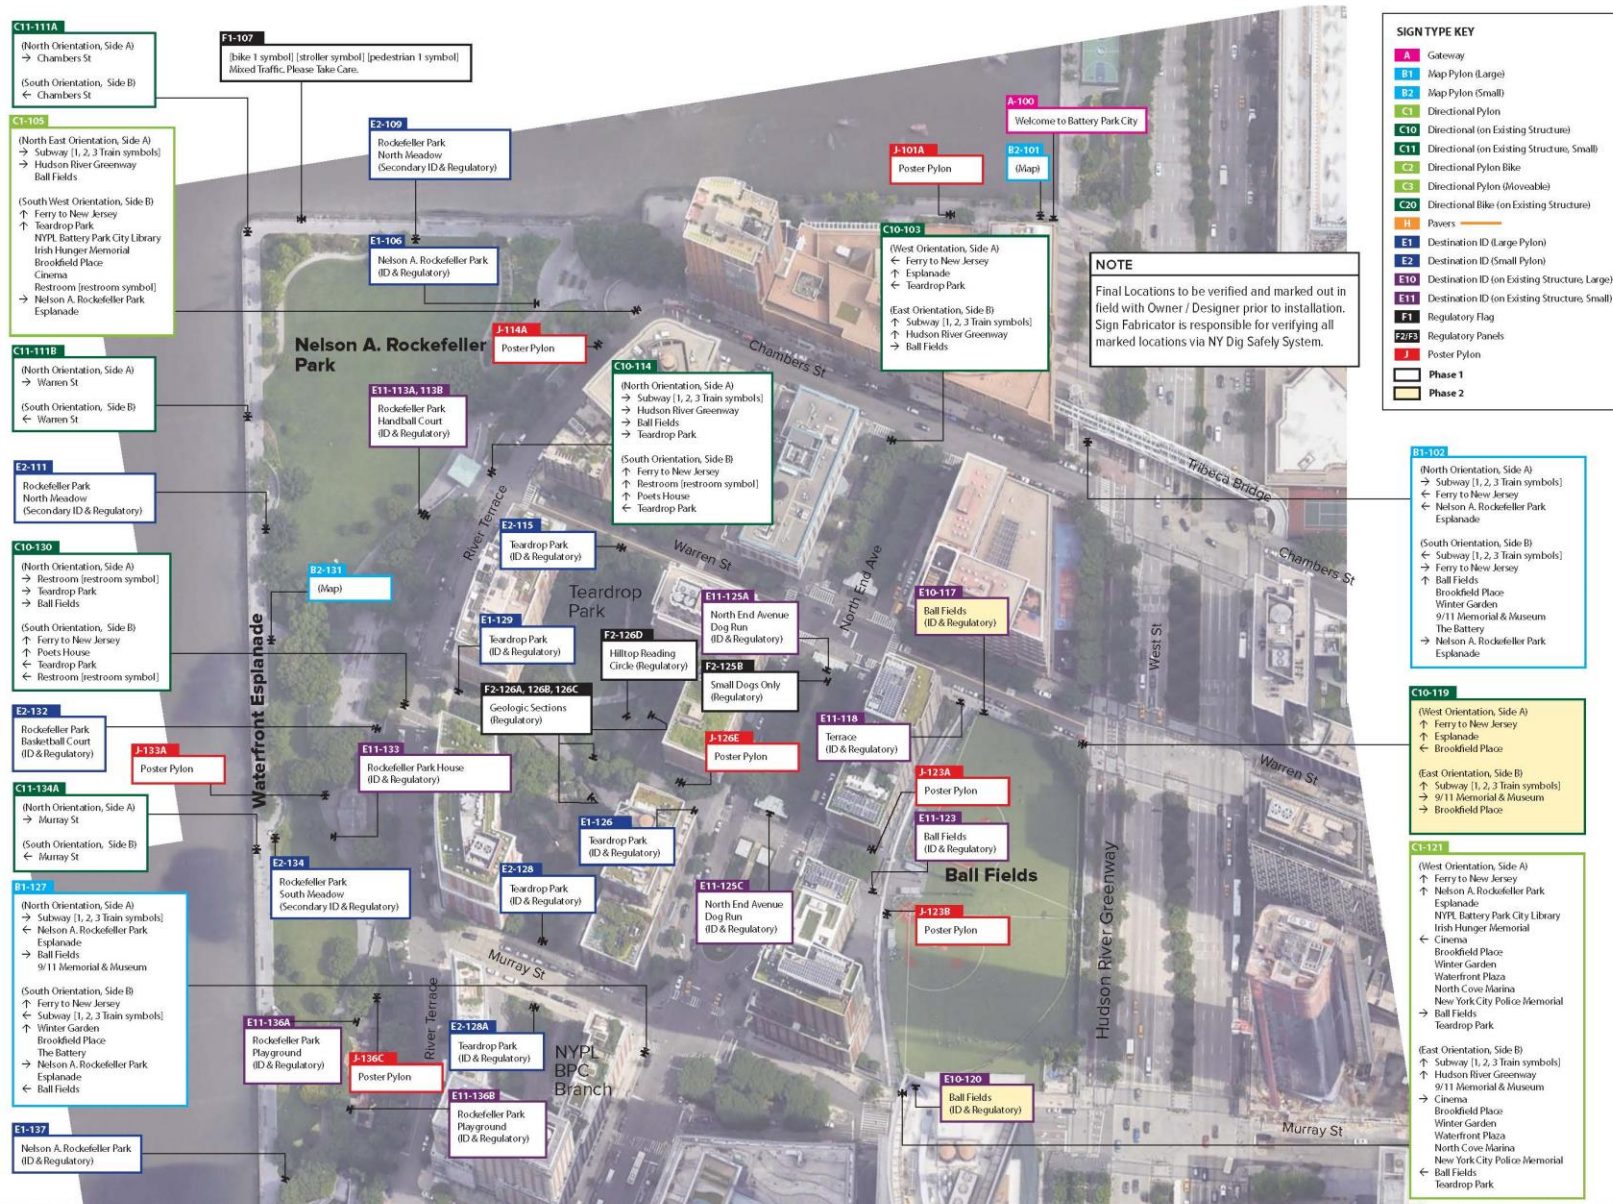 C11-111A
(North Orientation, Side A)
→ Chambers St
(South Orientation, Side B)
← Chambers St
F1-107
[bike 1 symbol] [stroller symbol] [pedestrian 1 symbol]
Mixed Traffic. Please Take Care.
C1-105
(North East Orientation, Side A)
→ Subway [1, 2, 3 Train symbols]
→ Hudson River Greenway
Ball Fields
(South West Orientation, Side B)
↑ Ferry to New Jersey
↑ Teardrop Park
NYPL Battery Park City Library
Irish Hunger Memorial
Brookfield Place
Cinema
Restroom [restroom symbol]
→ Nelson A. Rockefeller Park
Esplanade
E2-109
Rockefeller Park
North Meadow
(Secondary ID & Regulatory)
E1-106
Nelson A. Rockefeller Park
(ID & Regulatory)
J-114A
Poster Pylon
Nelson A. Rockefeller
Park
A-100
Welcome to Battery Park City
J-101A
Poster Pylon
B2-101
(Map)
C10-103
(West Orientation, Side A)
← Ferry to New Jersey
↑ Esplanade
← Teardrop Park
(East Orientation, Side B)
↑ Subway [1, 2, 3 Train symbols]
↑ Hudson River Greenway
→ Ball Fields
NOTE
Final Locations to be verified and marked out in
field with Owner / Designer prior to installation.
Sign Fabricator is responsible for verifying all
marked locations via NY Dig Safely System.
SIGN TYPE KEY
A Gateway
B1 Map Pylon (Large)
B2 Map Pylon (Small)
C1 Directional Pylon
C10 Directional (on Existing Structure)
C11 Directional (on Existing Structure, Small)
C2 Directional Pylon Bike
C3 Directional Pylon (Moveable)
C20 Directional Bike (on Existing Structure)
H Pavers
E1 Destination ID (Large Pylon)
E2 Destination ID (Small Pylon)
E10 Destination ID (on Existing Structure, Large)
E11 Destination ID (on Existing Structure, Small)
F1 Regulatory Flag
F2/F3 Regulatory Panels
J Poster Pylon
Phase 1
Phase 2
C11-111B
(North Orientation, Side A)
→ Warren St
(South Orientation, Side B)
← Warren St
E11-113A, 113B
Rockefeller Park
Handball Court
(ID & Regulatory)
C10-114
(North Orientation, Side A)
→ Subway [1, 2, 3 Train symbols]
→ Hudson River Greenway
→ Ball Fields
→ Teardrop Park
(South Orientation, Side B)
↑ Ferry to New Jersey
↑ Restroom [restroom symbol]
↑ Poets House
← Teardrop Park
Chambers St
Tribeca Bridge
Chambers St
B1-102
(North Orientation, Side A)
→ Subway [1, 2, 3 Train symbols]
← Ferry to New Jersey
← Nelson A. Rockefeller Park
Esplanade
(South Orientation, Side B)
← Subway [1, 2, 3 Train symbols]
→ Ferry to New Jersey
↑ Ball Fields
Brookfield Place
Winter Garden
9/11 Memorial & Museum
The Battery
→ Nelson A. Rockefeller Park
Esplanade
E2-111
Rockefeller Park
North Meadow
(Secondary ID & Regulatory)
River Terrace
E2-115
Teardrop Park
(ID & Regulatory)
Warren St
North End Ave
West St
C10-130
(North Orientation, Side A)
→ Restroom [restroom symbol]
→ Teardrop Park
→ Ball Fields
(South Orientation, Side B)
↑ Ferry to New Jersey
↑ Poets House
← Teardrop Park
← Restroom [restroom symbol]
B2-131
(Map)
Waterfront Esplanade
Teardrop
Park
E1-129
Teardrop Park
(ID & Regulatory)
E11-125A
North End Avenue
Dog Run
(ID & Regulatory)
E10-117
Ball Fields
(ID & Regulatory)
F2-126D
Hilltop Reading
Circle (Regulatory)
F2-125B
Small Dogs Only
(Regulatory)
F2-126A, 126B, 126C
Geologic Sections
(Regulatory)
E11-118
Terrace
(ID & Regulatory)
C10-119
(West Orientation, Side A)
↑ Ferry to New Jersey
↑ Esplanade
← Brookfield Place
(East Orientation, Side B)
↑ Subway [1, 2, 3 Train symbols]
→ 9/11 Memorial & Museum
→ Brookfield Place
Warren St
E2-132
Rockefeller Park
Basketball Court
(ID & Regulatory)
J-133A
Poster Pylon
E11-133
Rockefeller Park House
(ID & Regulatory)
J-126E
Poster Pylon
J-123A
Poster Pylon
C11-134A
(North Orientation, Side A)
→ Murray St
(South Orientation, Side B)
← Murray St
E1-126
Teardrop Park
(ID & Regulatory)
E11-123
Ball Fields
(ID & Regulatory)
Ball Fields
Hudson River Greenway
E2-134
Rockefeller Park
South Meadow
(Secondary ID & Regulatory)
E2-128
Teardrop Park
(ID & Regulatory)
E11-125C
North End Avenue
Dog Run
(ID & Regulatory)
J-123B
Poster Pylon
C1-121
(West Orientation, Side A)
↑ Ferry to New Jersey
↑ Nelson A. Rockefeller Park
Esplanade
NYPL Battery Park City Library
Irish Hunger Memorial
← Cinema
Brookfield Place
Winter Garden
Waterfront Plaza
North Cove Marina
New York City Police Memorial
→ Ball Fields
Teardrop Park
(East Orientation, Side B)
↑ Subway [1, 2, 3 Train symbols]
↑ Hudson River Greenway
9/11 Memorial & Museum
→ Cinema
Brookfield Place
Winter Garden
Waterfront Plaza
North Cove Marina
New York City Police Memorial
← Ball Fields
Teardrop Park
B1-127
(North Orientation, Side A)
→ Subway [1, 2, 3 Train symbols]
← Nelson A. Rockefeller Park
Esplanade
→ Ball Fields
9/11 Memorial & Museum
(South Orientation, Side B)
↑ Ferry to New Jersey
← Subway [1, 2, 3 Train symbols]
↑ Winter Garden
Brookfield Place
The Battery
→ Nelson A. Rockefeller Park
Esplanade
← Ball Fields
Murray St
River Terrace
E11-136A
Rockefeller Park
Playground
(ID & Regulatory)
E2-128A
Teardrop Park
(ID & Regulatory)
J-136C
Poster Pylon
NYPL
BPC
Branch
E11-136B
Rockefeller Park
Playground
(ID & Regulatory)
E10-120
Ball Fields
(ID & Regulatory)
Murray St
E1-137
Nelson A. Rockefeller Park
(ID & Regulatory)